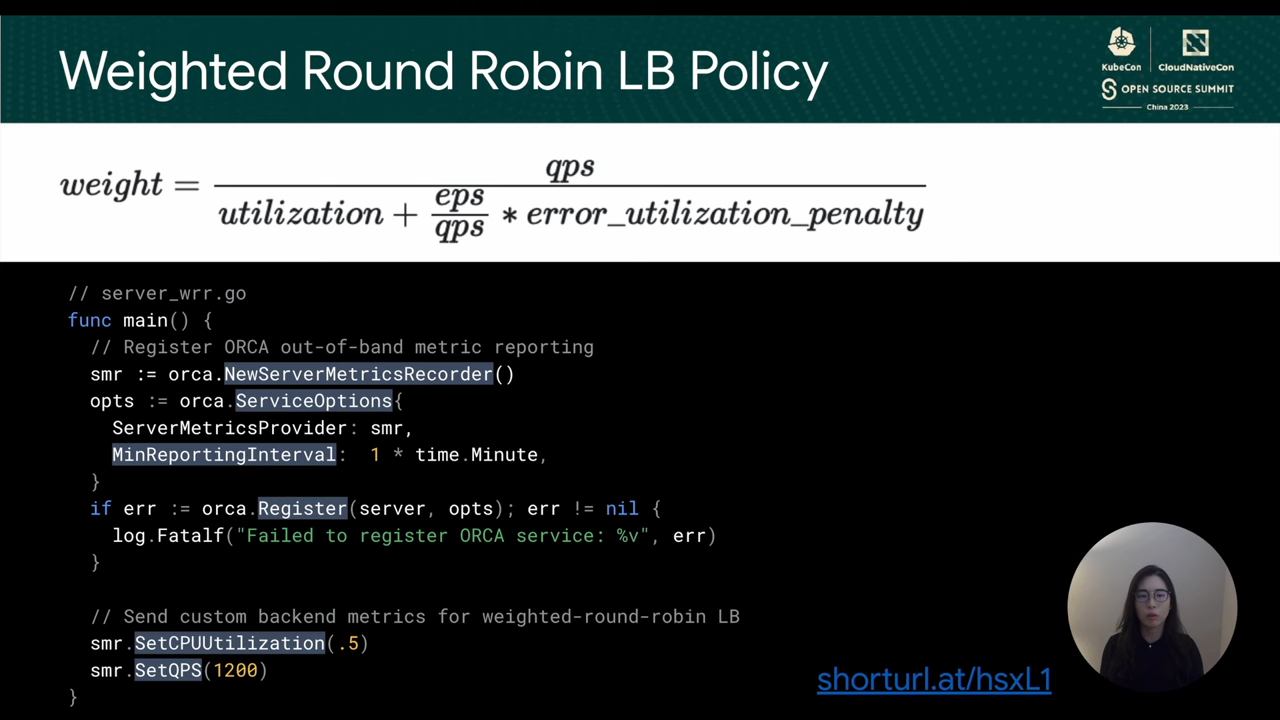 Weighted Round Robin LB Policy
KubeCon
CloudNativeCon
OPEN SOURCE SUMMIT
China 2023
weight = qps / (utilization + eps/qps * error_utilization_penalty)
// server_wrr.go
func main() {
  // Register ORCA out-of-band metric reporting
  smr := orca.NewServerMetricsRecorder()
  opts := orca.ServiceOptions{
    ServerMetricsProvider: smr,
    MinReportingInterval:  1 * time.Minute,
  }
  if err := orca.Register(server, opts); err != nil {
    log.Fatalf("Failed to register ORCA service: %v", err)
  }
  // Send custom backend metrics for weighted-round-robin LB
  smr.SetCPUUtilization(.5)
  smr.SetQPS(1200)
}
shorturl.at/hsxL1